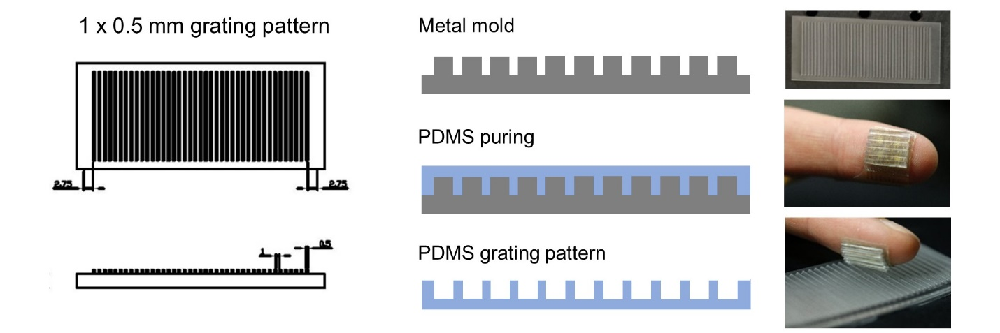 1 x 0.5 mm grating pattern
2.75
2.75
1
0.5
Metal mold
PDMS puring
PDMS grating pattern